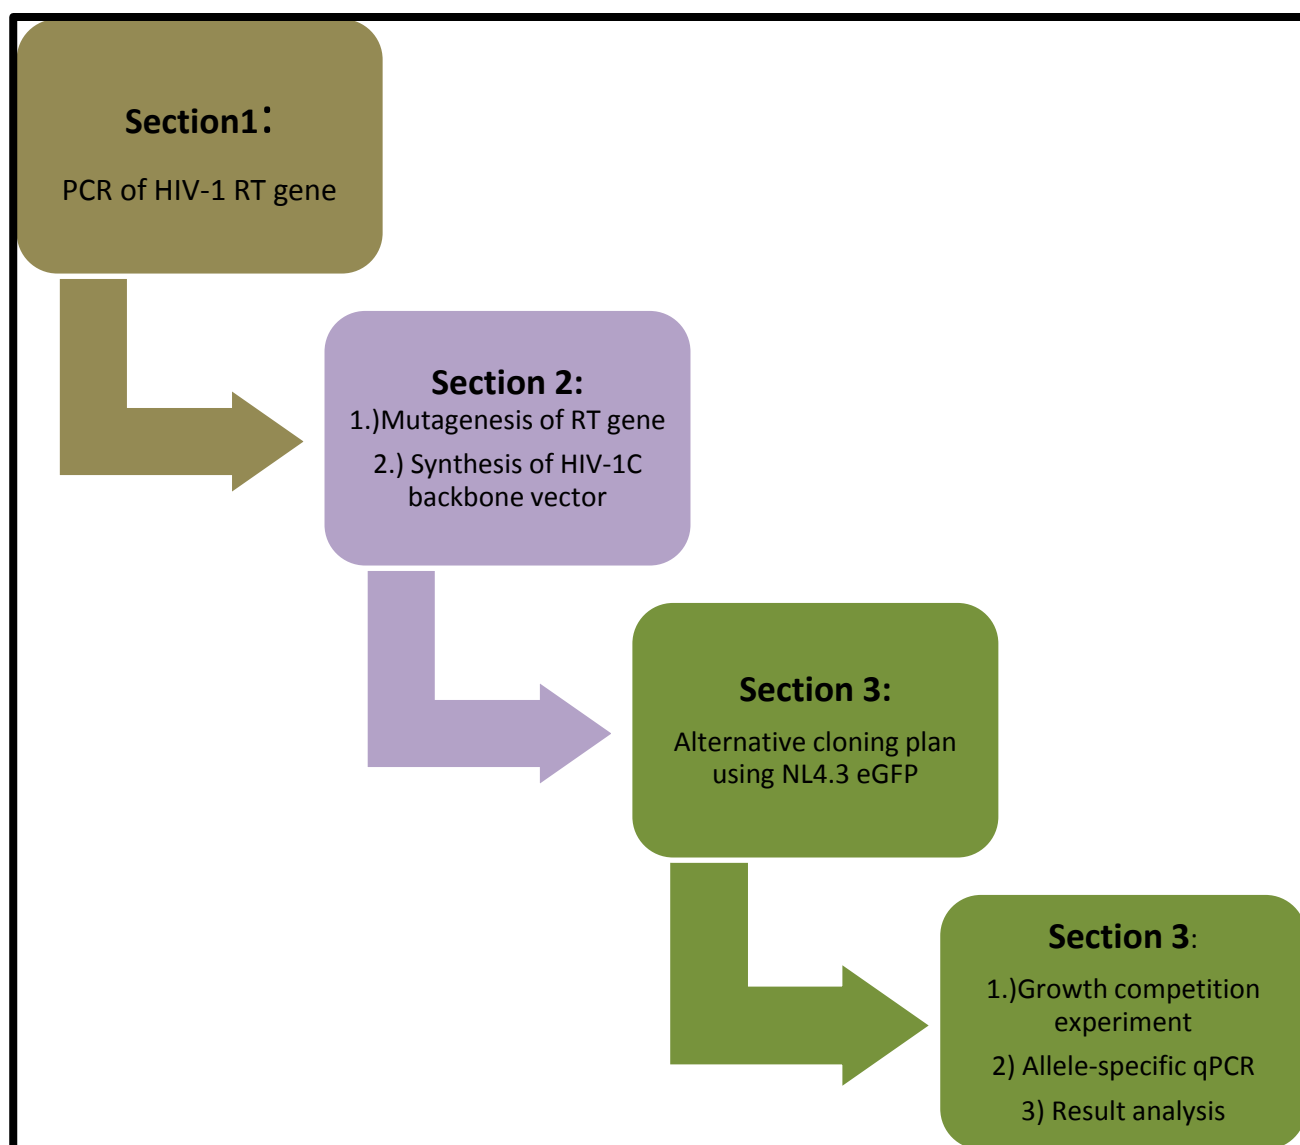 Section1:
PCR of HIV-1 RT gene
Section 2:
1.)Mutagenesis of RT gene
2.) Synthesis of HIV-1C
backbone vector
Section 3:
Alternative cloning plan
using NL4.3 eGFP
Section 3:
1.)Growth competition
experiment
2) Allele-specific qPCR
3) Result analysis